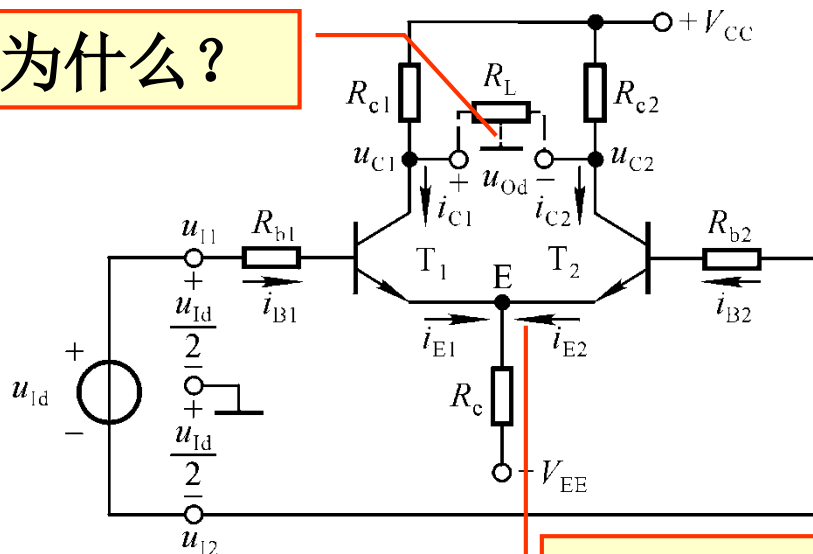 为什么？
+V_CC
R_c1
R_L
R_c2
u_C1
+ u_Od −
u_C2
i_C1
i_C2
u_I1
R_b1
T_1
T_2
R_b2
+
u_Id
2
−
i_B1
E
i_B2
i_E1
i_E2
+
u_Id
−
+
u_Id
2
−
R_e
V_EE
u_I2